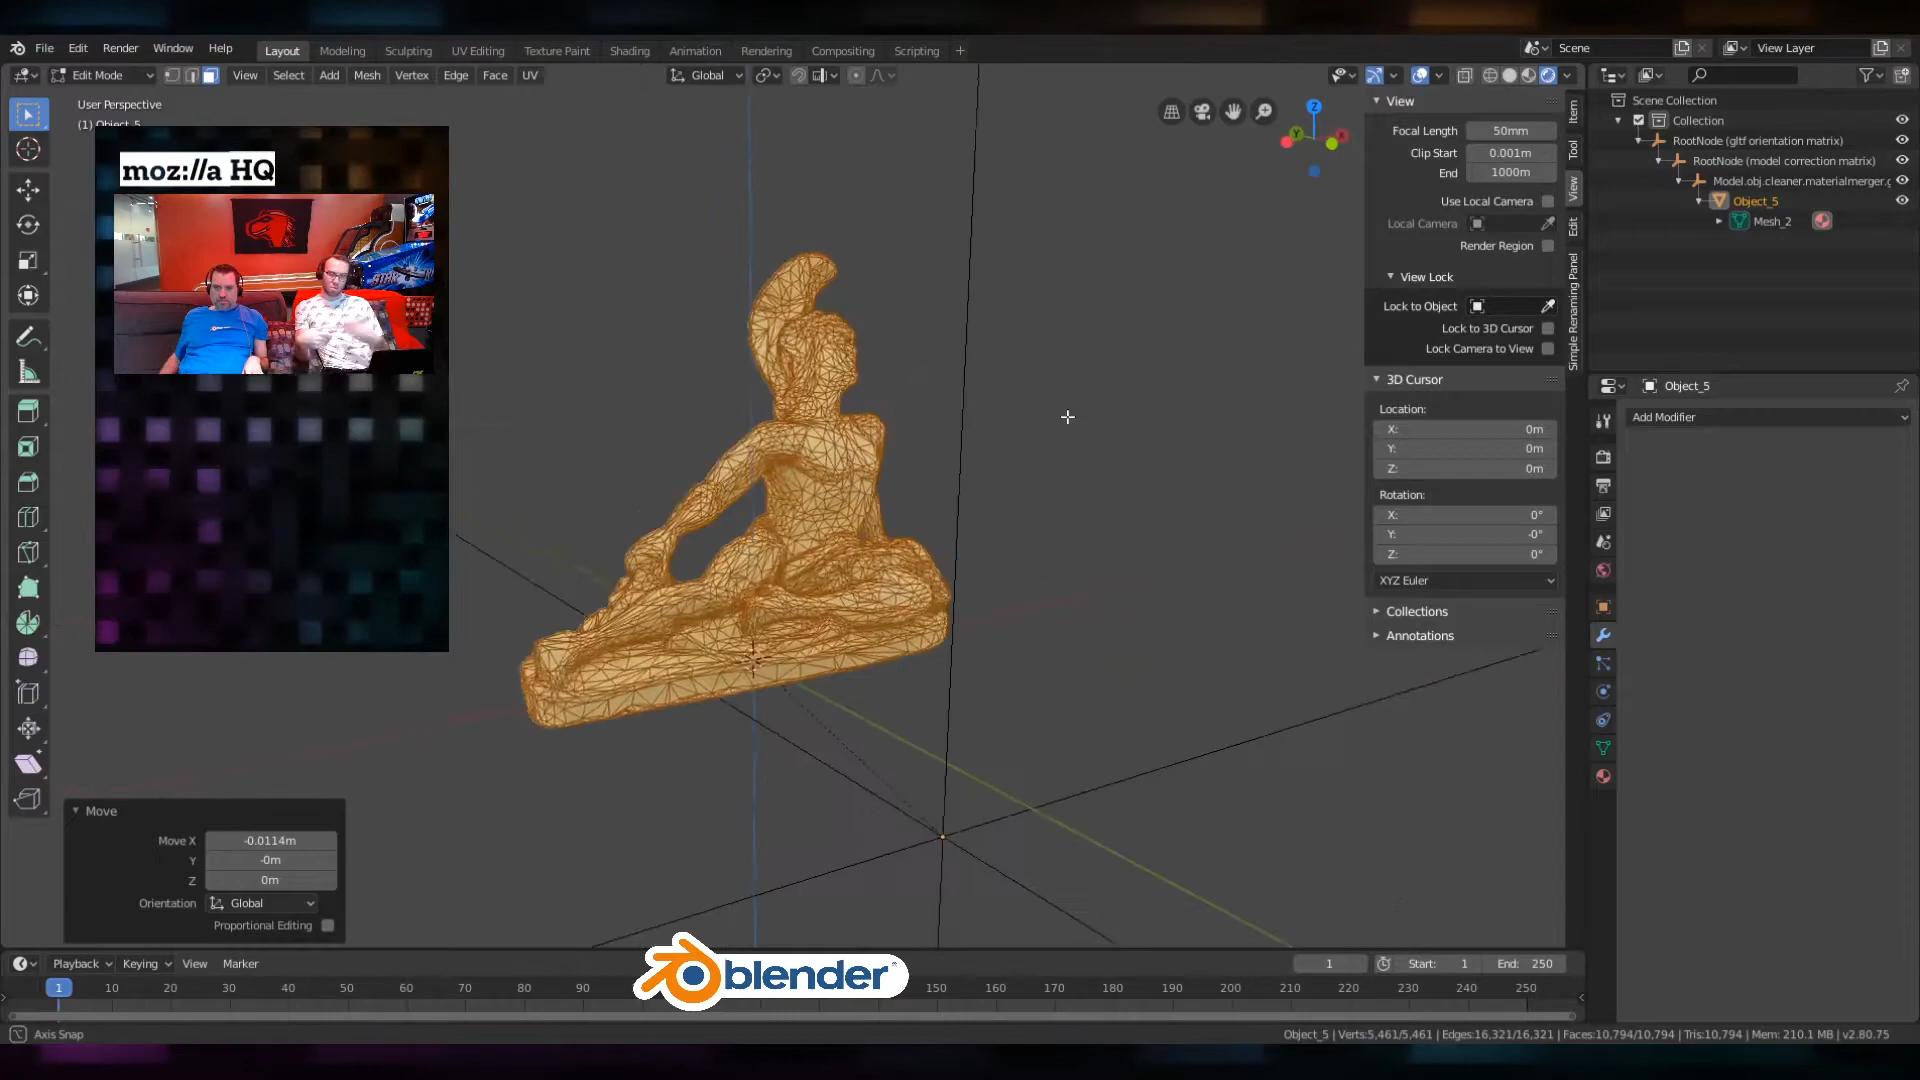 File Edit Render Window Help
Layout Modeling Sculpting UV Editing Texture Paint Shading Animation Rendering Compositing Scripting +
Scene
View Layer
Edit Mode
View Select Add Mesh Vertex Edge Face UV
Global
User Perspective
(1) Object_5
moz://a HQ
Z
Y
X
View
Focal Length 50mm
Clip Start 0.001m
End 1000m
Use Local Camera
Local Camera
Render Region
View Lock
Lock to Object
Lock to 3D Cursor
Lock Camera to View
3D Cursor
Location:
X: 0m
Y: 0m
Z: 0m
Rotation:
X: 0°
Y: -0°
Z: 0°
XYZ Euler
Collections
Annotations
Item
Tool
View
Edit
Simple Renaming Panel
Scene Collection
Collection
RootNode (gltf orientation matrix)
RootNode (model correction matrix)
Model.obj.cleaner.materialmerger.g
Object_5
Mesh_2
Object_5
Add Modifier
Move
Move X -0.0114m
Y -0m
Z 0m
Orientation Global
Proportional Editing
Playback Keying View Marker
1
Start: 1
End: 250
1 10 20 30 40 50 60 70 80 90 150 160 170 180 190 200 210 220 230 240 250
blender
Axis Snap
Object_5 | Verts:5,461/5,461 | Edges:16,321/16,321 | Faces:10,794/10,794 | Tris:10,794 | Mem: 210.1 MB | v2.80.75